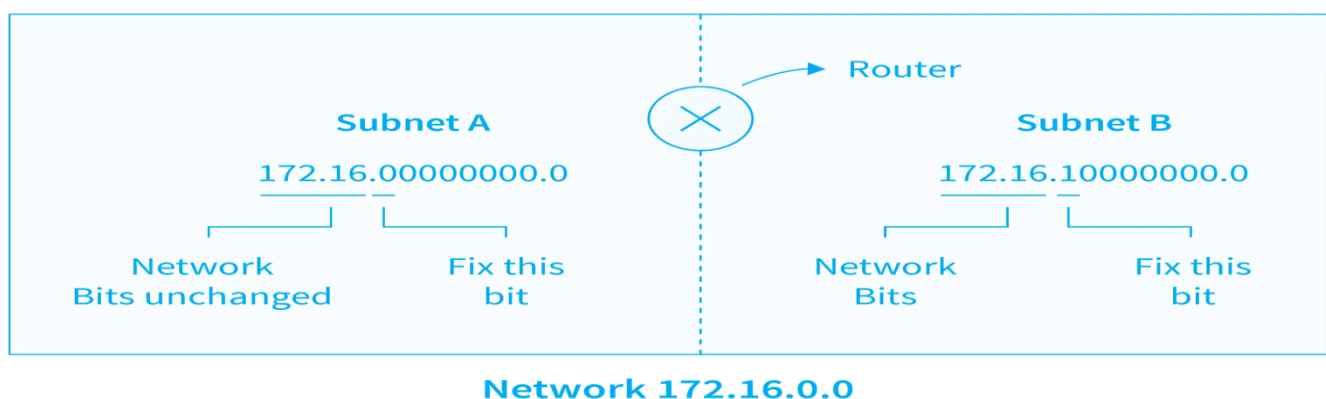 Router
Subnet A
Subnet B
172.16.00000000.0
172.16.10000000.0
Network
Bits unchanged
Fix this
bit
Network
Bits
Fix this
bit
Network 172.16.0.0